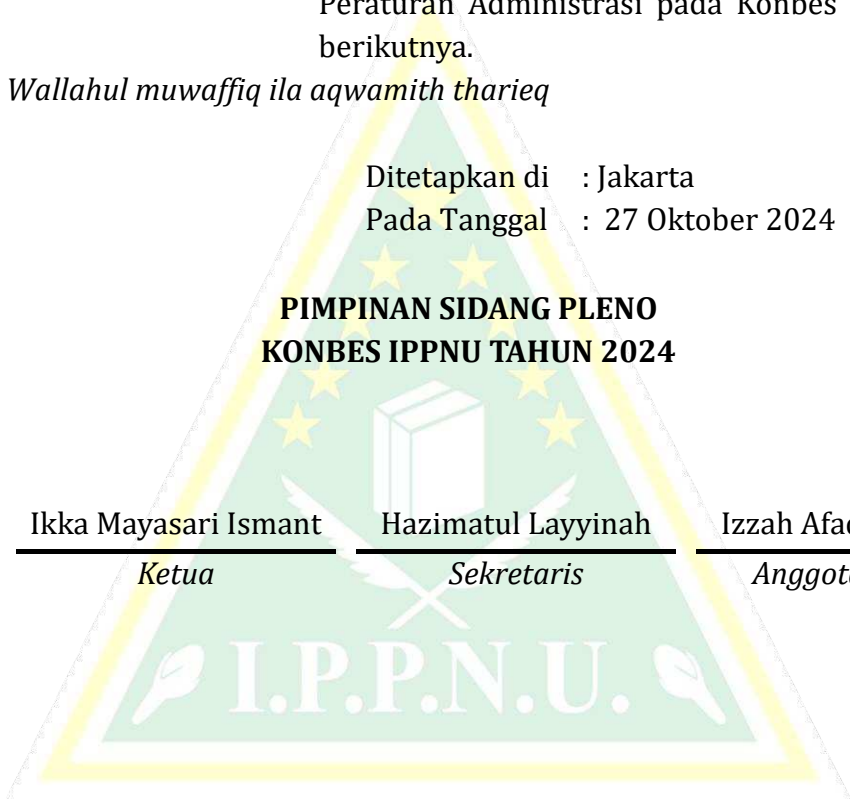 Peraturan Administrasi pada Konbes
berikutnya.
Wallahul muwaffiq ila aqwamith tharieq
Ditetapkan di : Jakarta
Pada Tanggal : 27 Oktober 2024
PIMPINAN SIDANG PLENO
KONBES IPPNU TAHUN 2024
Ikka Mayasari Ismant Hazimatul Layyinah Izzah
Ketua Sekretaris
I.P.P.N.U.